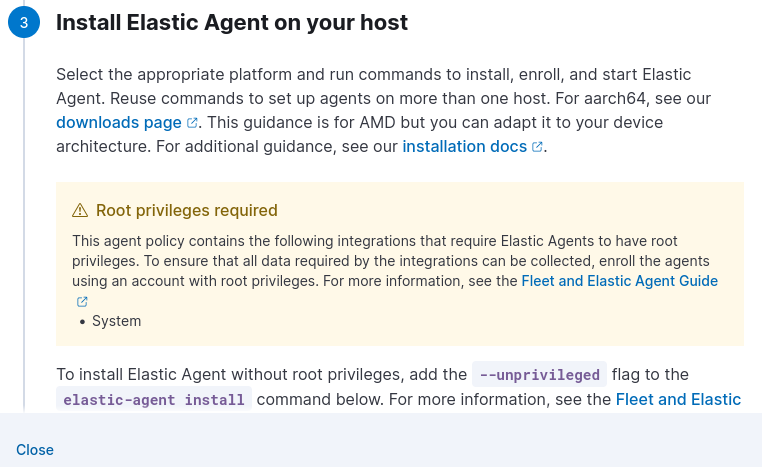 3
Install Elastic Agent on your host
Select the appropriate platform and run commands to install, enroll, and start Elastic
Agent. Reuse commands to set up agents on more than one host. For aarch64, see our
downloads page. This guidance is for AMD but you can adapt it to your device
architecture. For additional guidance, see our installation docs.
Root privileges required
This agent policy contains the following integrations that require Elastic Agents to have root
privileges. To ensure that all data required by the integrations can be collected, enroll the agents
using an account with root privileges. For more information, see the Fleet and Elastic Agent Guide
• System
To install Elastic Agent without root privileges, add the --unprivileged flag to the
elastic-agent install command below. For more information, see the Fleet and Elastic
Close